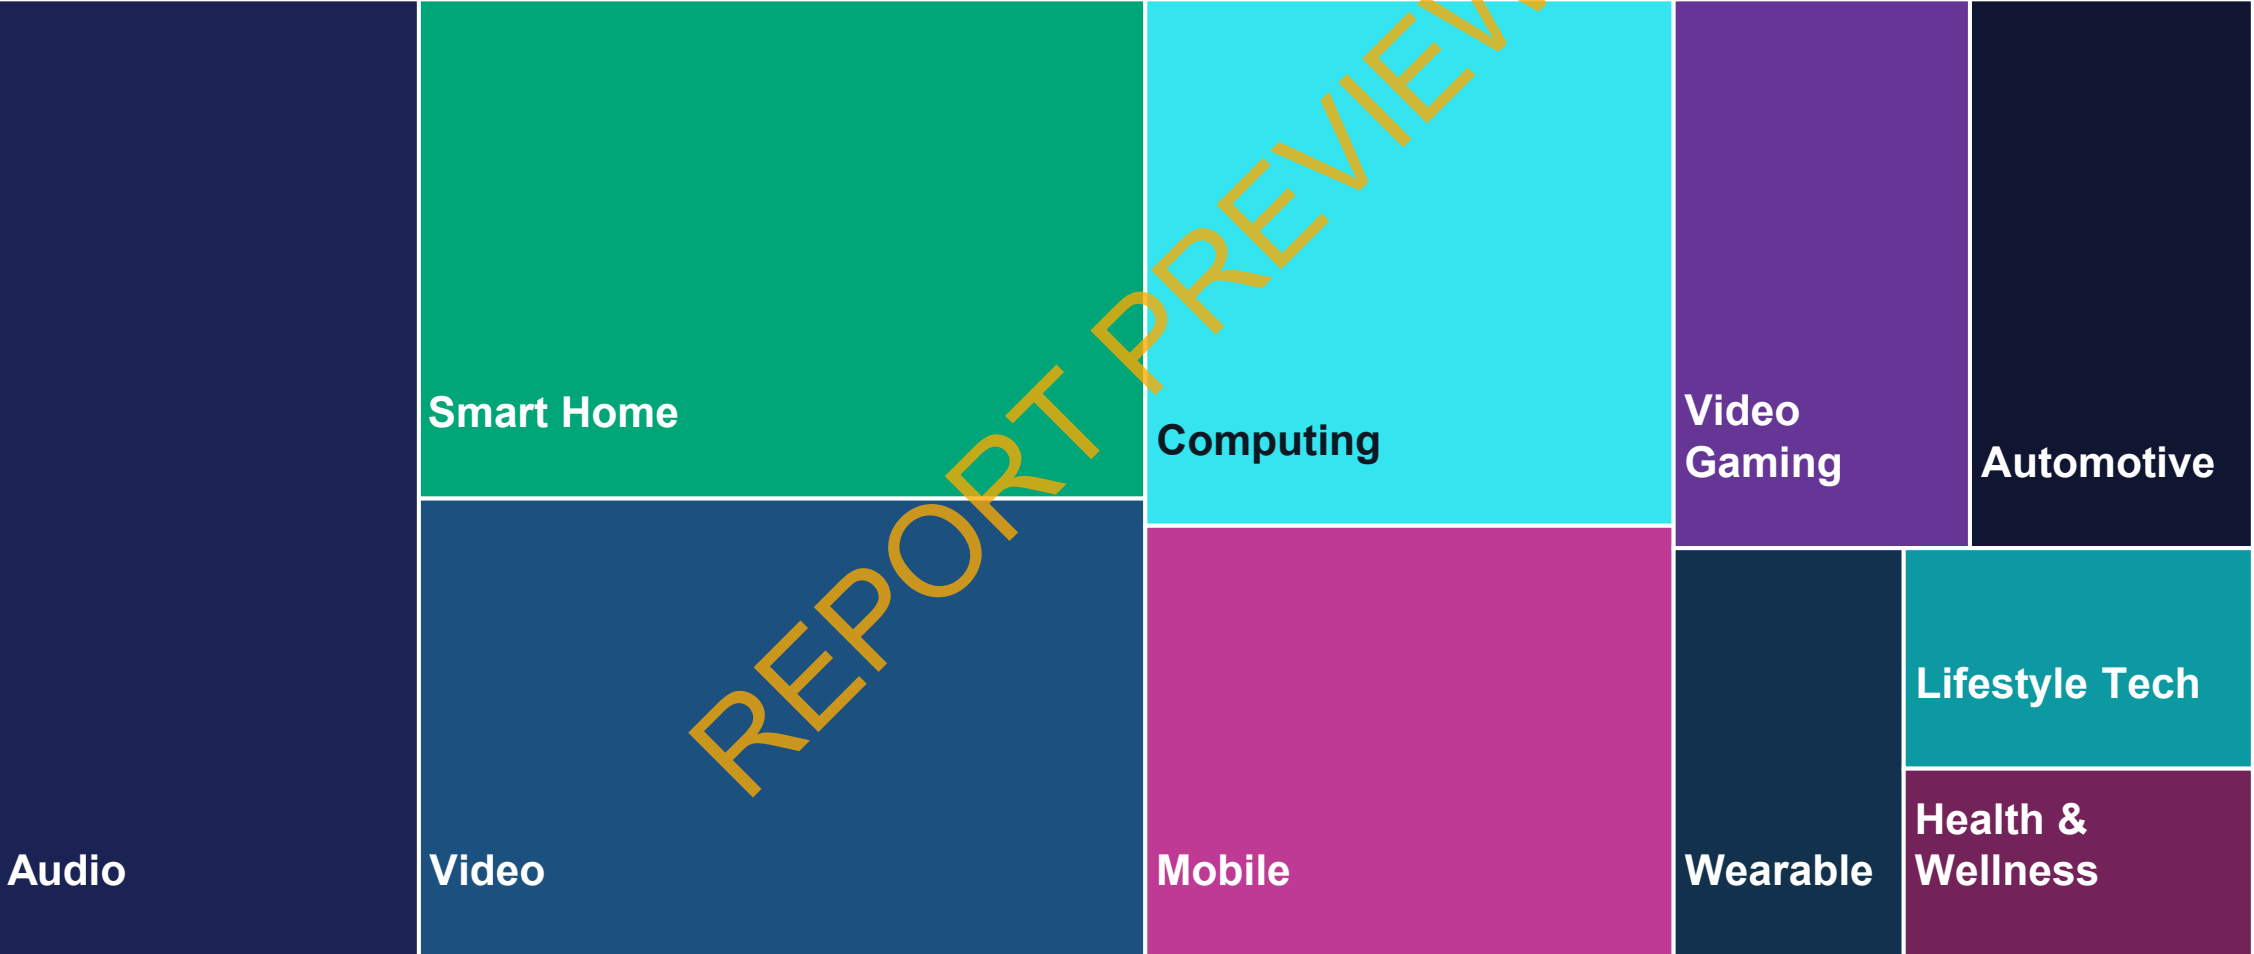 Audio
Smart Home
Video
Computing
Mobile
Video
Gaming
Automotive
Wearable
Lifestyle Tech
Health &
Wellness
REPORT PREVIEW